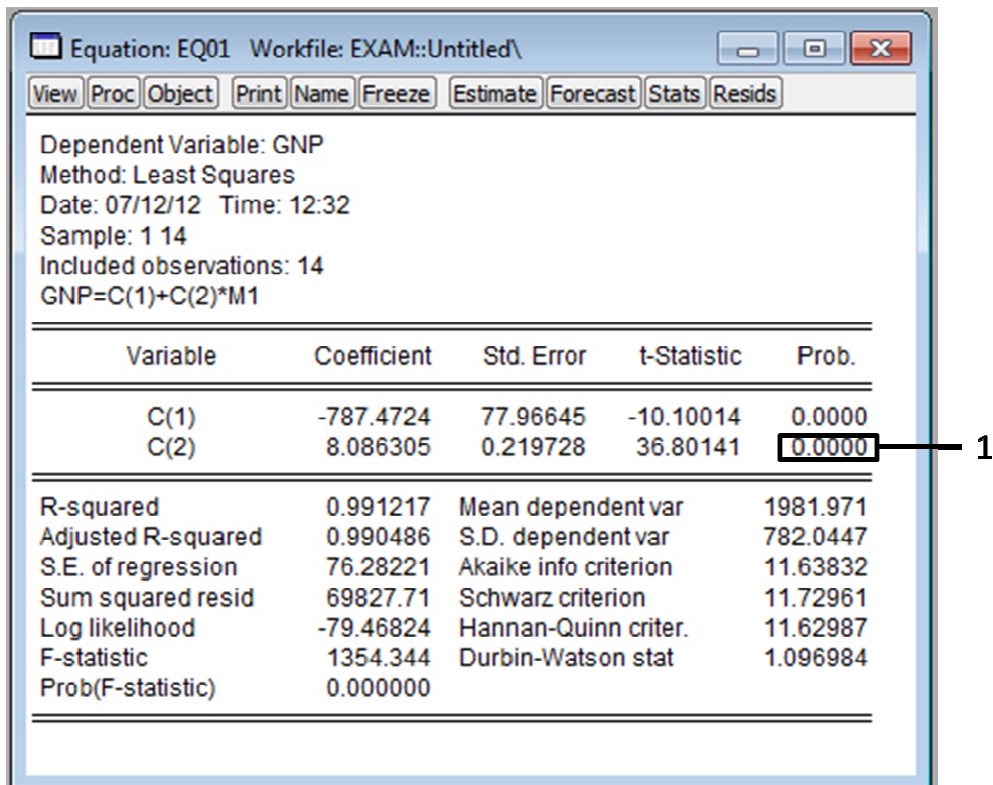 Equation: EQ01 Workfile: EXAM::Untitled\
View Proc Object Print Name Freeze Estimate Forecast Stats Resids
Dependent Variable: GNP
Method: Least Squares
Date: 07/12/12 Time: 12:32
Sample: 1 14
Included observations: 14
GNP=C(1)+C(2)*M1
Variable Coefficient Std. Error t-Statistic Prob.
C(1) -787.4724 77.96645 -10.10014 0.0000
C(2) 8.086305 0.219728 36.80141 0.0000 1
R-squared 0.991217 Mean dependent var 1981.971
Adjusted R-squared 0.990486 S.D. dependent var 782.0447
S.E. of regression 76.28221 Akaike info criterion 11.63832
Sum squared resid 69827.71 Schwarz criterion 11.72961
Log likelihood -79.46824 Hannan-Quinn criter. 11.62987
F-statistic 1354.344 Durbin-Watson stat 1.096984
Prob(F-statistic) 0.000000